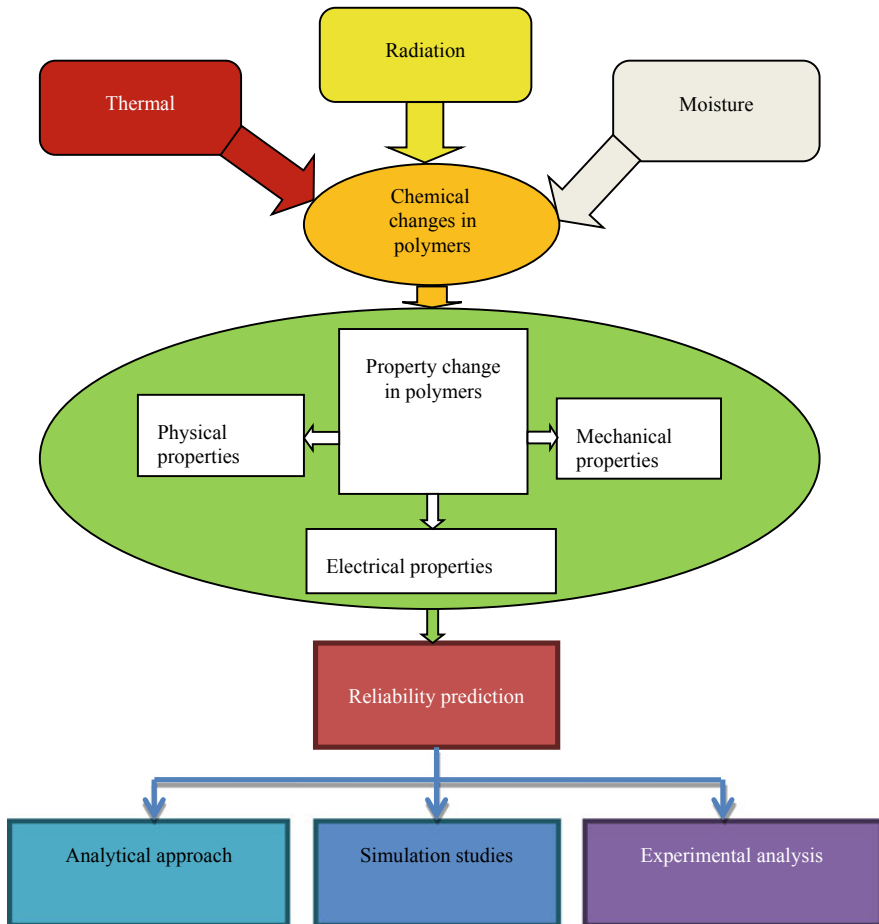 Radiation
Thermal
Moisture
Chemical
changes in
polymers
Property change
in polymers
Physical
properties
Mechanical
properties
Electrical properties
Reliability prediction
Analytical approach
Simulation studies
Experimental analysis